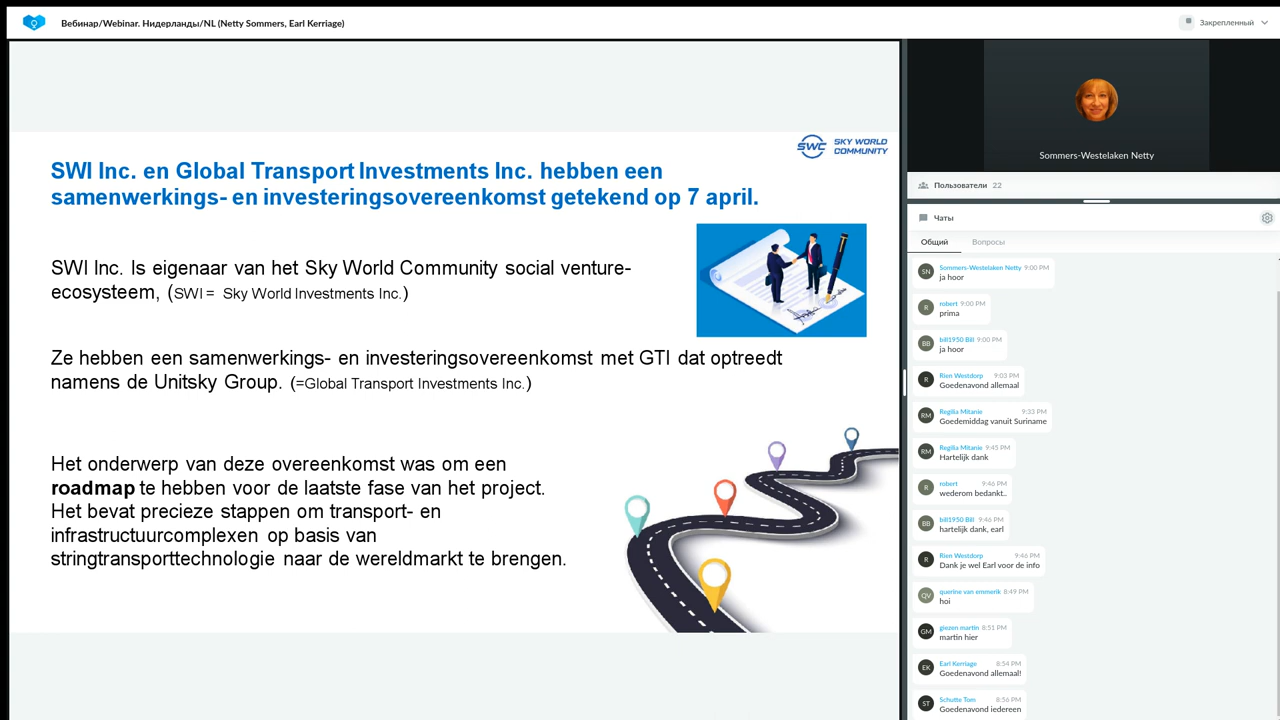 Вебинар/Webinar. Нидерланды/NL (Netty Sommers, Earl Kerriage)
Закрепленный
SWC SKY WORLD
COMMUNITY
SWI Inc. en Global Transport Investments Inc. hebben een
samenwerkings- en investeringsovereenkomst getekend op 7 april.
SWI Inc. Is eigenaar van het Sky World Community social venture-
ecosysteem, (SWI = Sky World Investments Inc.)
Ze hebben een samenwerkings- en investeringsovereenkomst met GTI dat optreedt
namens de Unitsky Group. (=Global Transport Investments Inc.)
Het onderwerp van deze overeenkomst was om een
roadmap te hebben voor de laatste fase van het project.
Het bevat precieze stappen om transport- en
infrastructuurcomplexen op basis van
stringtransporttechnologie naar de wereldmarkt te brengen.
Sommers-Westelaken Netty
Пользователи 22
Чаты
Общий Вопросы
SN Sommers-Westelaken Netty 9:00 PM
ja hoor
R robert 9:00 PM
prima
BB bill1950 Bill 9:00 PM
ja hoor
R Rien Westdorp 9:03 PM
Goedenavond allemaal
RM Regilia Mitanie 9:33 PM
Goedemiddag vanuit Suriname
RM Regilia Mitanie 9:45 PM
Hartelijk dank
R robert 9:46 PM
wederom bedankt..
BB bill1950 Bill 9:46 PM
hartelijk dank, earl
R Rien Westdorp 9:46 PM
Dank je wel Earl voor de info
QV querine van emmerik 8:49 PM
hoi
GM giezen martin 8:51 PM
martin hier
EK Earl Kerriage 8:54 PM
Goedenavond allemaal!
ST Schutte Tom 8:56 PM
Goedenavond iedereen